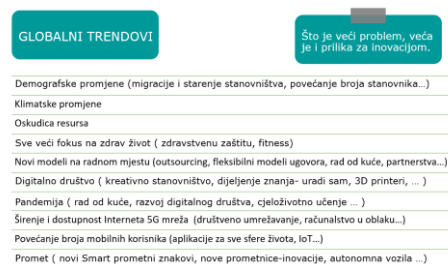 GLOBALNI TRENDOVI
Što je veći problem, veća
je i prilika za inovacijom.
Demografske promjene (migracije i starenje stanovništva, povećanje broja stanovnika…)
Klimatske promjene
Oskudica resursa
Sve veći fokus na zdrav život ( zdravstvenu zaštitu, fitness)
Novi modeli na radnom mjestu (outsourcing, fleksibilni modeli ugovora, rad od kuće, partnerstva…)
Digitalno društvo ( kreativno stanovništvo, dijeljenje znanja- uradi sam, 3D printeri, … )
Pandemija ( rad od kuće, razvoj digitalnog društva, cjeloživotno učenje … )
Širenje i dostupnost Interneta 5G mreža  (društveno umrežavanje, računalstvo u oblaku…)
Povećanje broja mobilnih korisnika (aplikacije za sve sfere života, IoT…)
Promet ( novi Smart prometni znakovi, nove prometnice-inovacije, autonomna vozila …)